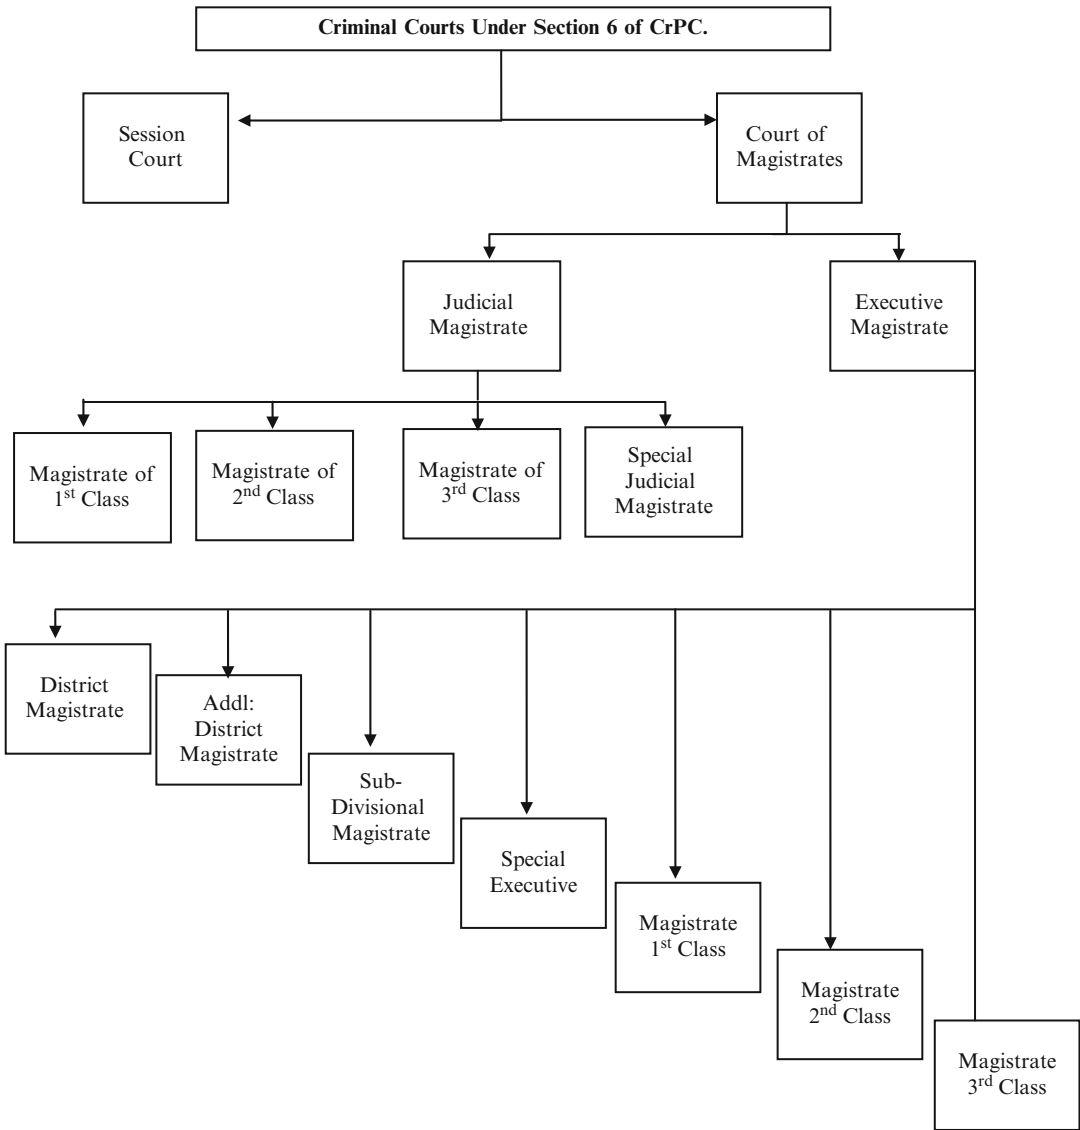 Criminal Courts Under Section 6 of CrPC.
Session
Court
Court of
Magistrates
Judicial
Magistrate
Executive
Magistrate
Magistrate of
1st Class
Magistrate of
2nd Class
Magistrate of
3rd Class
Special
Judicial
Magistrate
District
Magistrate
Addl:
District
Magistrate
Sub-
Divisional
Magistrate
Special
Executive
Magistrate
1st Class
Magistrate
2nd Class
Magistrate
3rd Class